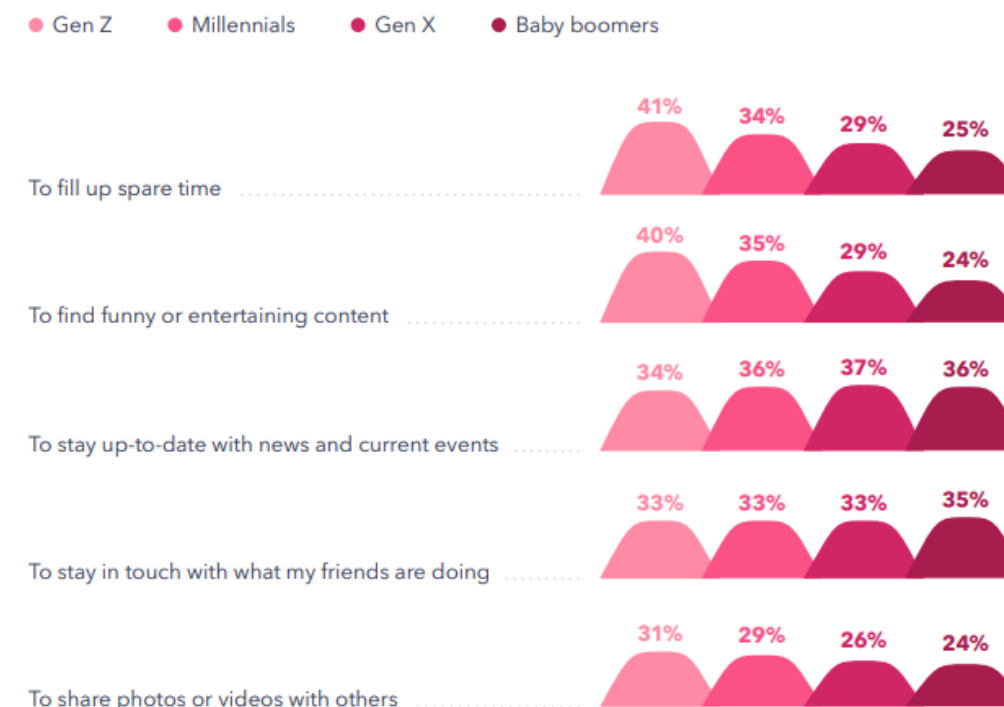 Gen Z Millennials Gen X Baby boomers
41% 34% 29% 25%
To fill up spare time
40% 35% 29% 24%
To find funny or entertaining content
34% 36% 37% 36%
To stay up-to-date with news and current events
33% 33% 33% 35%
To stay in touch with what my friends are doing
31% 29% 26% 24%
To share photos or videos with others